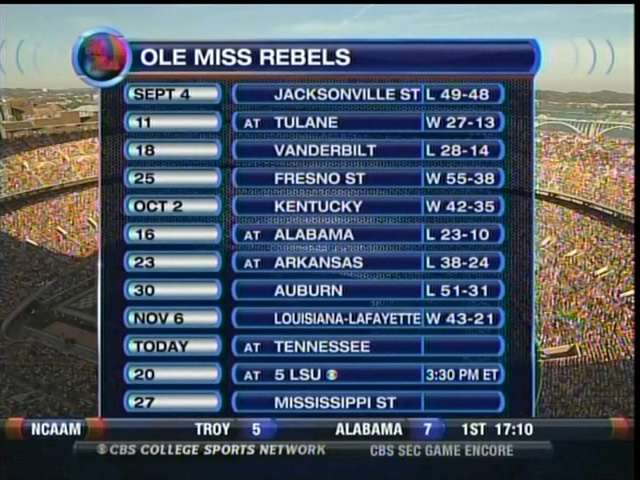 OLE MISS REBELS
SEPT 4 JACKSONVILLE ST L 49-48
11 AT TULANE W 27-13
18 VANDERBILT L 28-14
25 FRESNO ST W 55-38
OCT 2 KENTUCKY W 42-35
16 AT ALABAMA L 23-10
23 AT ARKANSAS L 38-24
30 AUBURN L 51-31
NOV 6 LOUISIANA-LAFAYETTE W 43-21
TODAY AT TENNESSEE
20 AT 5 LSU 3:30 PM ET
27 MISSISSIPPI ST
NCAAM TROY 5 ALABAMA 7 1ST 17:10
CBS COLLEGE SPORTS NETWORK CBS SEC GAME ENCORE